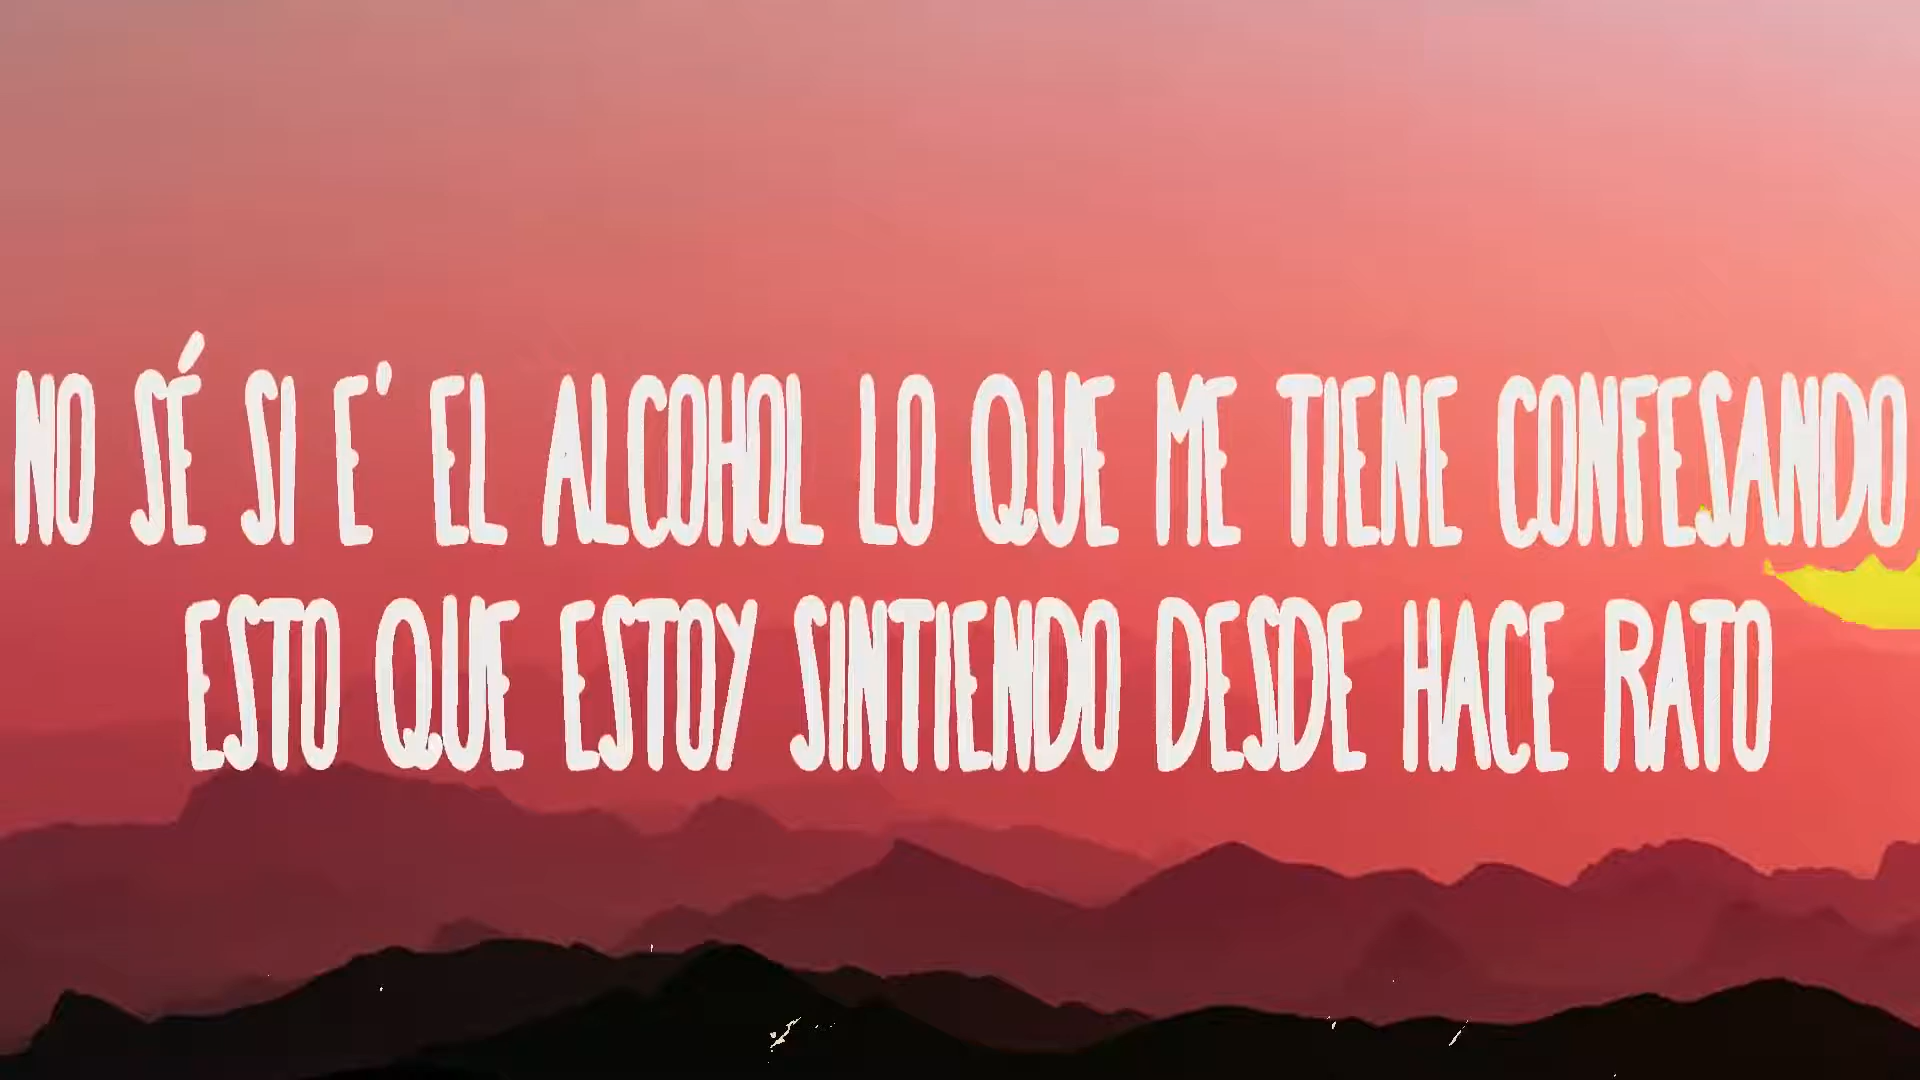 NO SÉ SI E' EL ALCOHOL LO QUE ME TIENE CONFESANDO
ESTO QUE ESTOY SINTIENDO DESDE HACE RATO